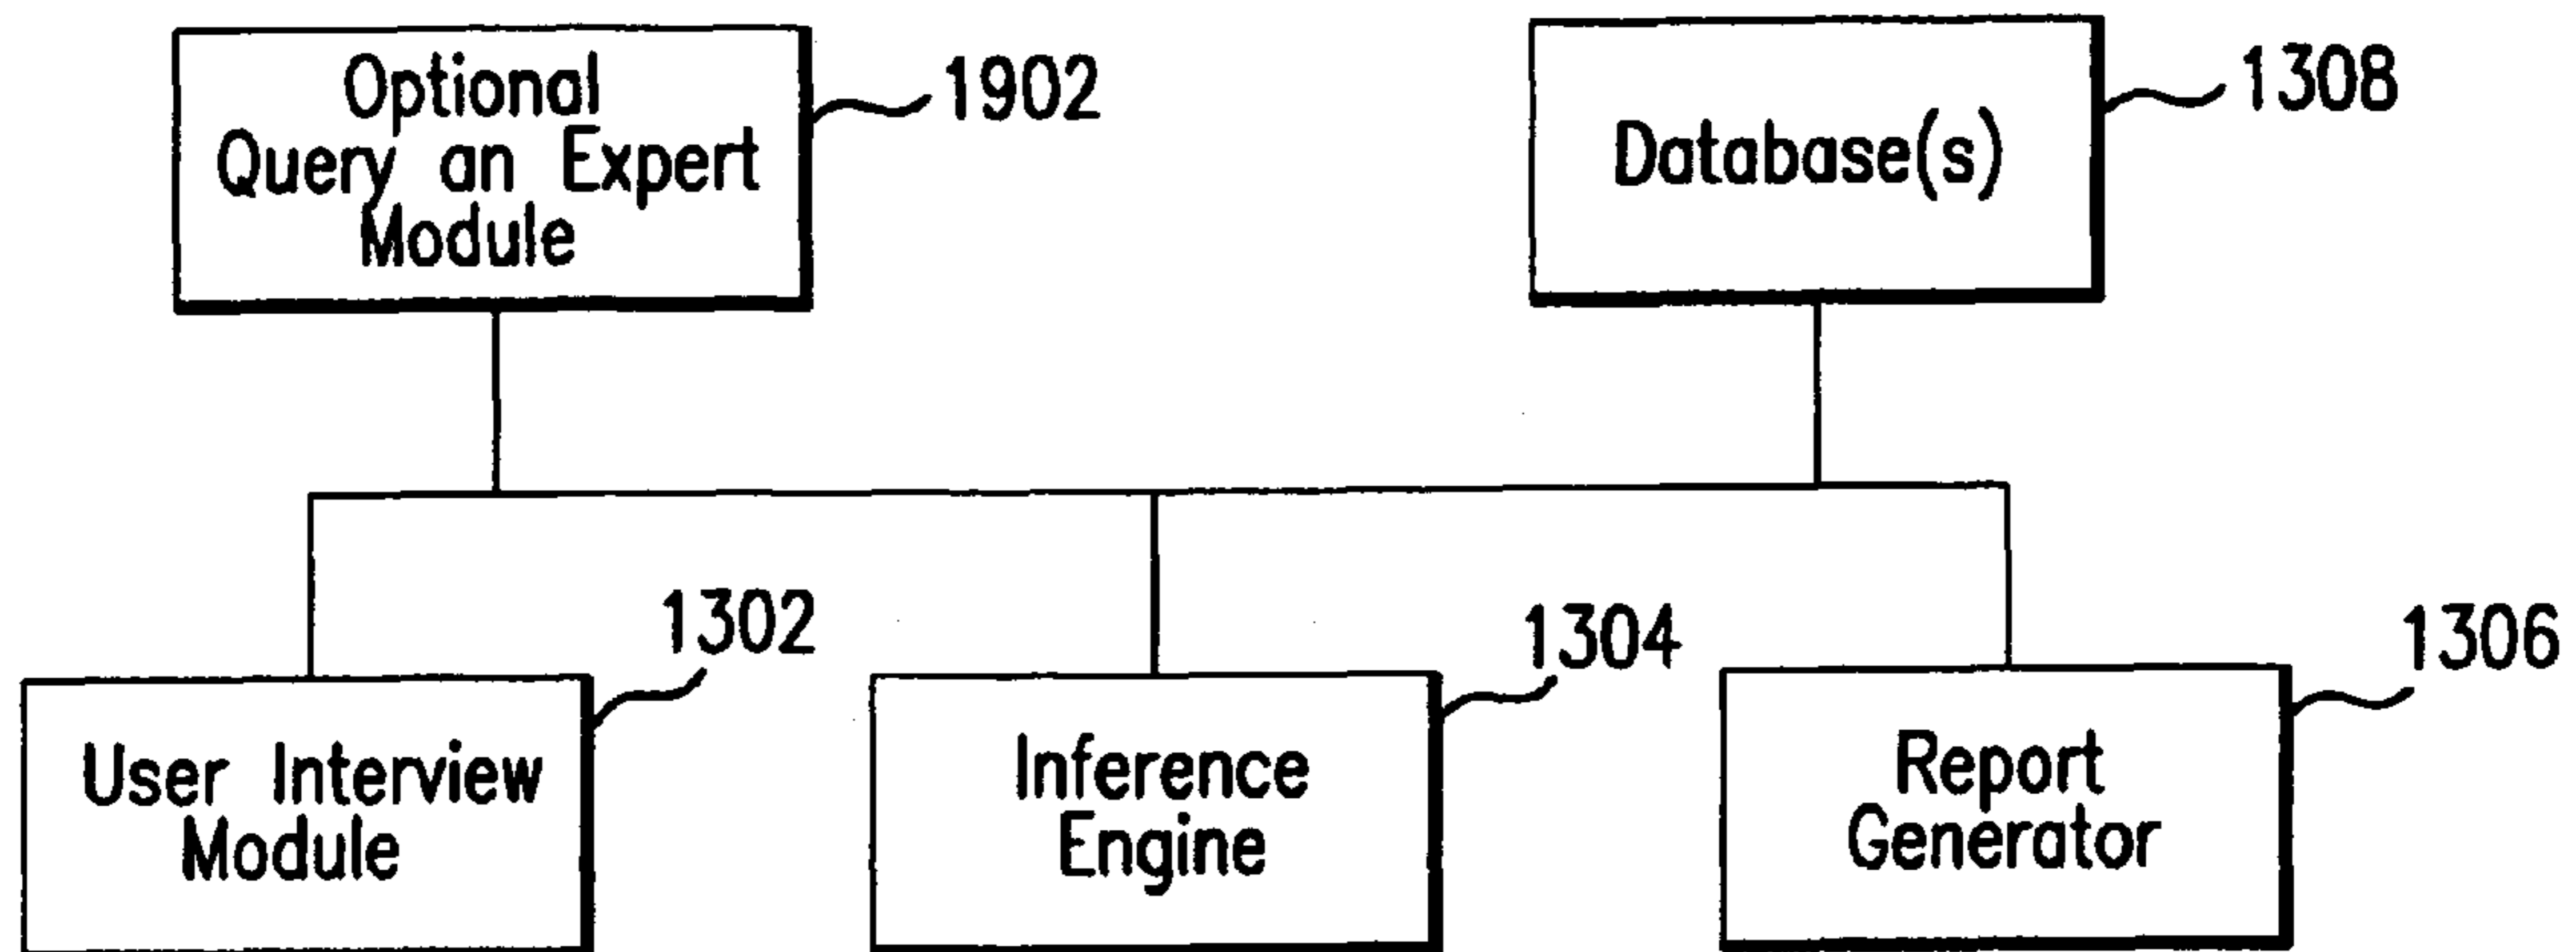 Optional
Query an Expert
Module
1902
Database(s)
1308
1302
User Interview
Module
1304
Inference
Engine
1306
Report
Generator